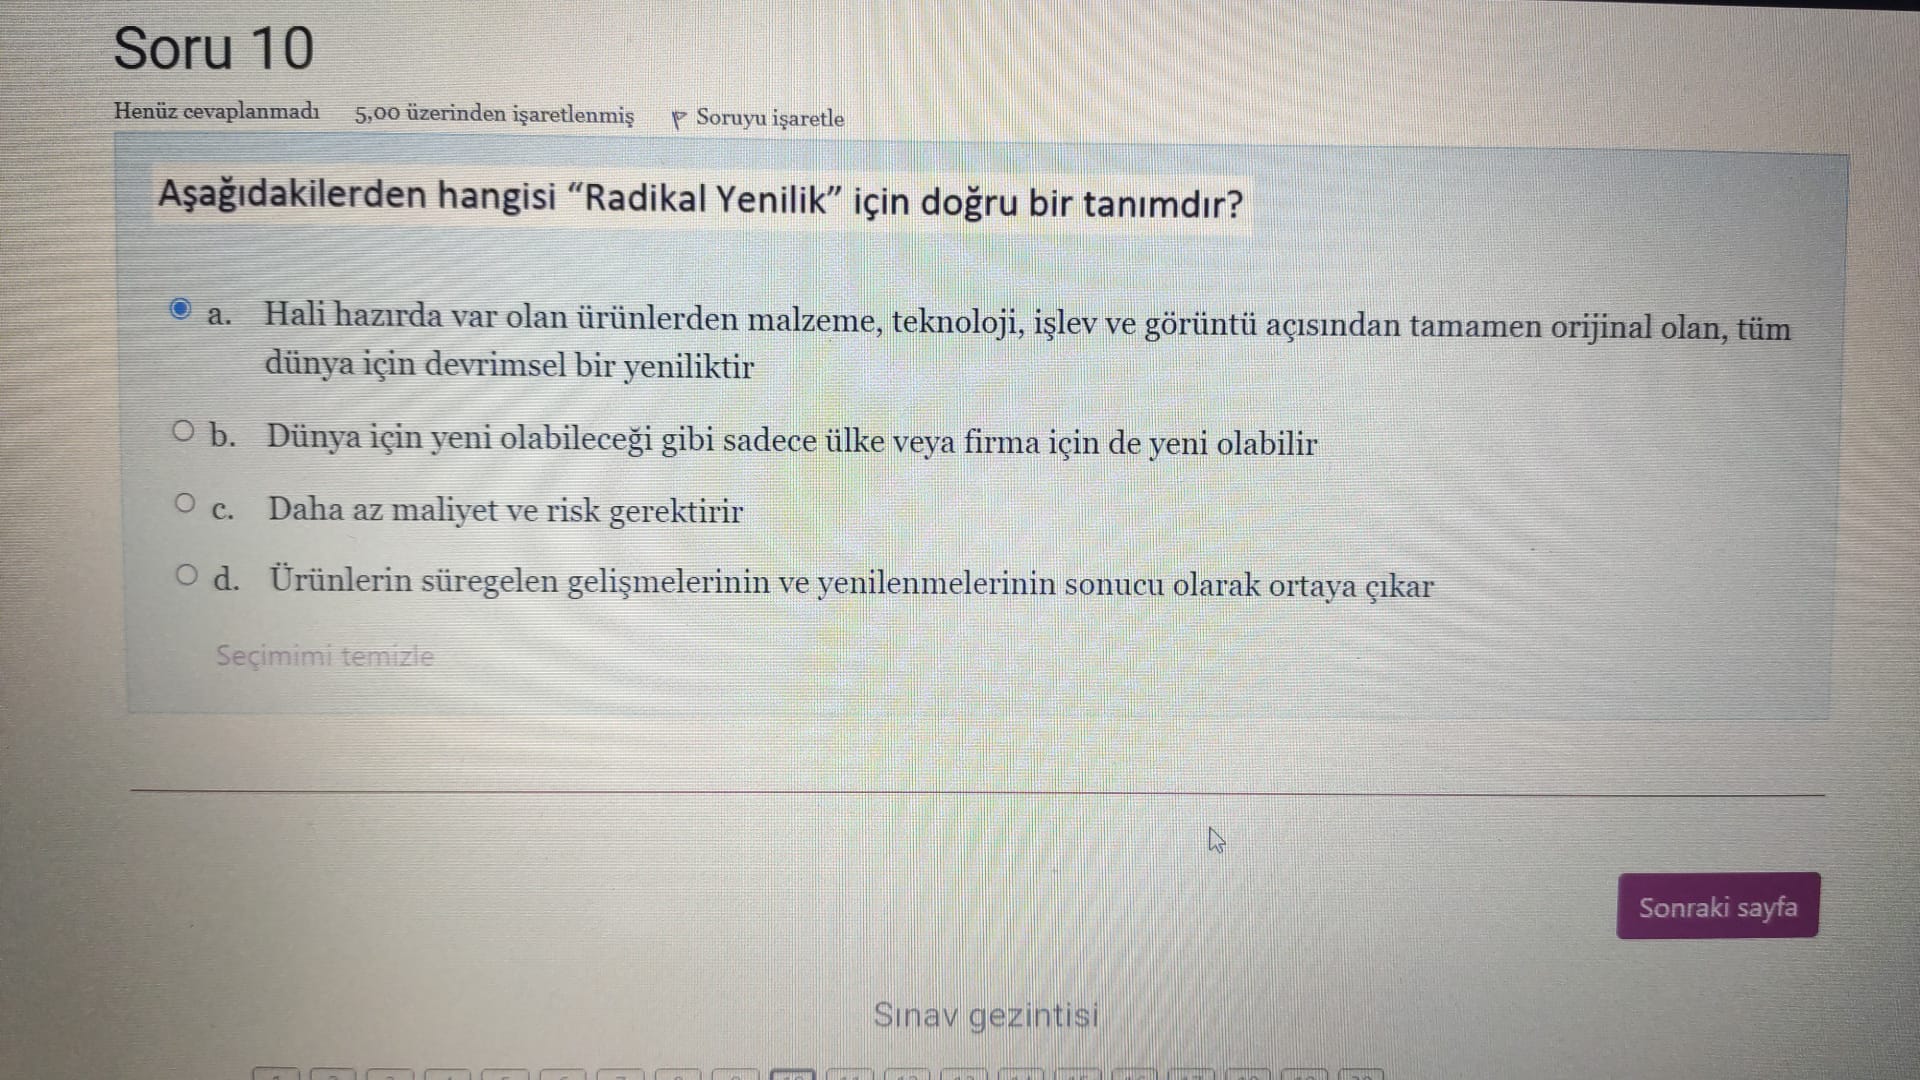 Soru 10
Henüz cevaplanmadı 5,00 üzerinden işaretlenmiş Soruyu işaretle
Aşağıdakilerden hangisi “Radikal Yenilik” için doğru bir tanımdır?
a. Hali hazırda var olan ürünlerden malzeme, teknoloji, işlev ve görüntü açısından tamamen orijinal olan, tüm
dünya için devrimsel bir yeniliktir
b. Dünya için yeni olabileceği gibi sadece ülke veya firma için de yeni olabilir
c. Daha az maliyet ve risk gerektirir
d. Ürünlerin süregelen gelişmelerinin ve yenilenmelerinin sonucu olarak ortaya çıkar
Seçimimi temizle
Sonraki sayfa
Sınav gezintisi